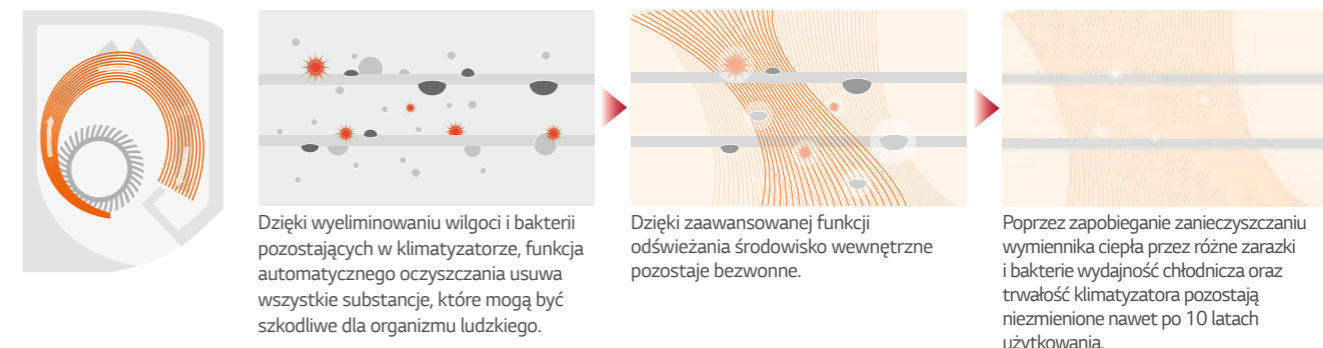 Dzięki wyeliminowaniu wilgoci i bakterii
pozostających w klimatyzatorze, funkcja
automatycznego oczyszczania usuwa
wszystkie substancje, które mogą być
szkodliwe dla organizmu ludzkiego.
Dzięki zaawansowanej funkcji
odświeżania środowisko wewnętrzne
pozostaje bezwonne.
Poprzez zapobieganie zanieczyszczaniu
wymiennika ciepła przez różne zarazki
i bakterie wydajność chłodnicza oraz
trwałość klimatyzatora pozostają
niezmienione nawet po 10 latach
użytkowania.